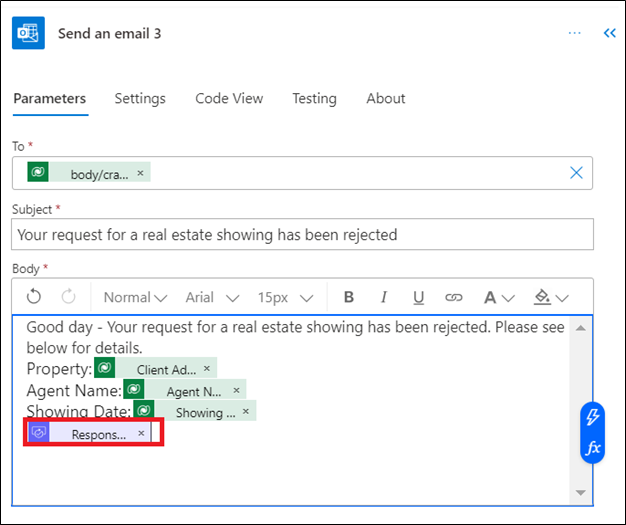 Send an email 3
Parameters Settings Code View Testing About
To *
body/cra... ×
Subject *
Your request for a real estate showing has been rejected
Body *
Normal Arial 15px B I U A
Good day - Your request for a real estate showing has been rejected. Please see
below for details.
Property: Client Ad... ×
Agent Name: Agent N... ×
Showing Date: Showing ... ×
Respons... ×
fx